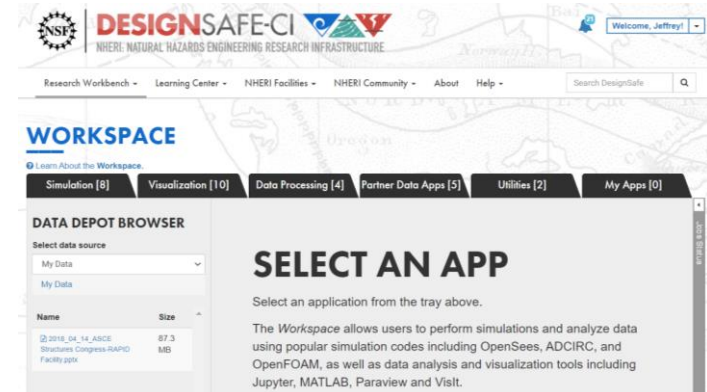 NSF
DESIGNSAFE-CI
NHERI: NATURAL HAZARDS ENGINEERING RESEARCH INFRASTRUCTURE
21
Welcome, Jeffrey!
Research Workbench
Learning Center
NHERI Facilities
NHERI Community
About
Help
Search DesignSafe
WORKSPACE
Learn About the Workspace.
Simulation [8]
Visualization [10]
Data Processing [4]
Partner Data Apps [5]
Utilities [2]
My Apps [0]
DATA DEPOT BROWSER
Select data source
My Data
My Data
Name Size
2018_04_14_ASCE 87.3
Structures Congress-RAPID MB
Facility.pptx
SELECT AN APP
Select an application from the tray above.
The Workspace allows users to perform simulations and analyze data
using popular simulation codes including OpenSees, ADCIRC, and
OpenFOAM, as well as data analysis and visualization tools including
Jupyter, MATLAB, Paraview and VisIt.
Jobs Status
Oregon